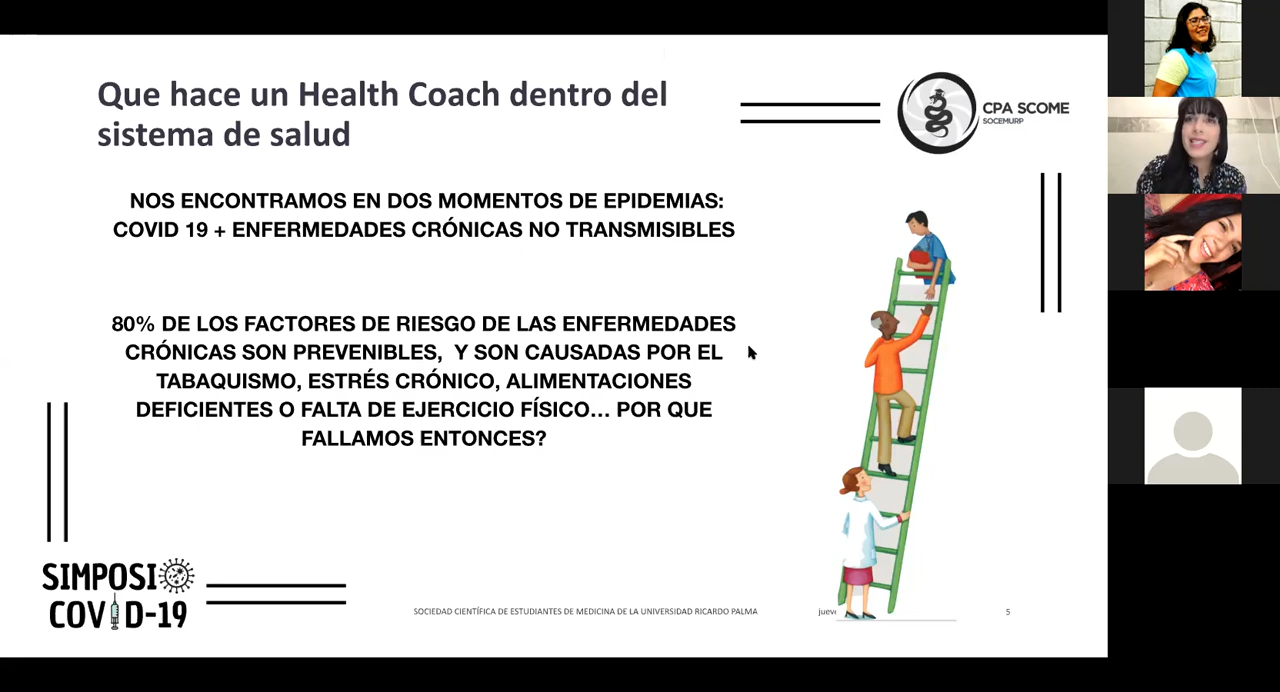 Que hace un Health Coach dentro del
sistema de salud
CPA SCOME
SOCEMURP
NOS ENCONTRAMOS EN DOS MOMENTOS DE EPIDEMIAS:
COVID 19 + ENFERMEDADES CRÓNICAS NO TRANSMISIBLES
80% DE LOS FACTORES DE RIESGO DE LAS ENFERMEDADES
CRÓNICAS SON PREVENIBLES, Y SON CAUSADAS POR EL
TABAQUISMO, ESTRÉS CRÓNICO, ALIMENTACIONES
DEFICIENTES O FALTA DE EJERCICIO FÍSICO... POR QUE
FALLAMOS ENTONCES?
SIMPOSIO
COVID-19
SOCIEDAD CIENTÍFICA DE ESTUDIANTES DE MEDICINA DE LA UNIVERSIDAD RICARDO PALMA
5